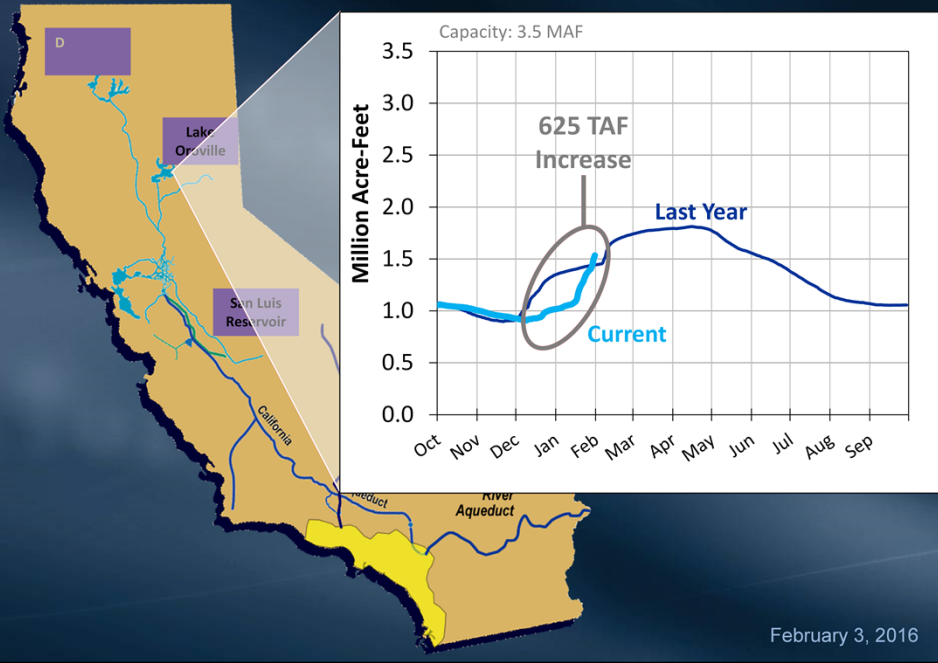 D
Lake
Oroville
San Luis
Reservoir
California
Aqueduct
River
Aqueduct
Capacity: 3.5 MAF
Million Acre-Feet
3.5
3.0
2.5
2.0
1.5
1.0
0.5
0.0
625 TAF
Increase
Last Year
Current
Oct
Nov
Dec
Jan
Feb
Mar
Apr
May
Jun
Jul
Aug
Sep
February 3, 2016